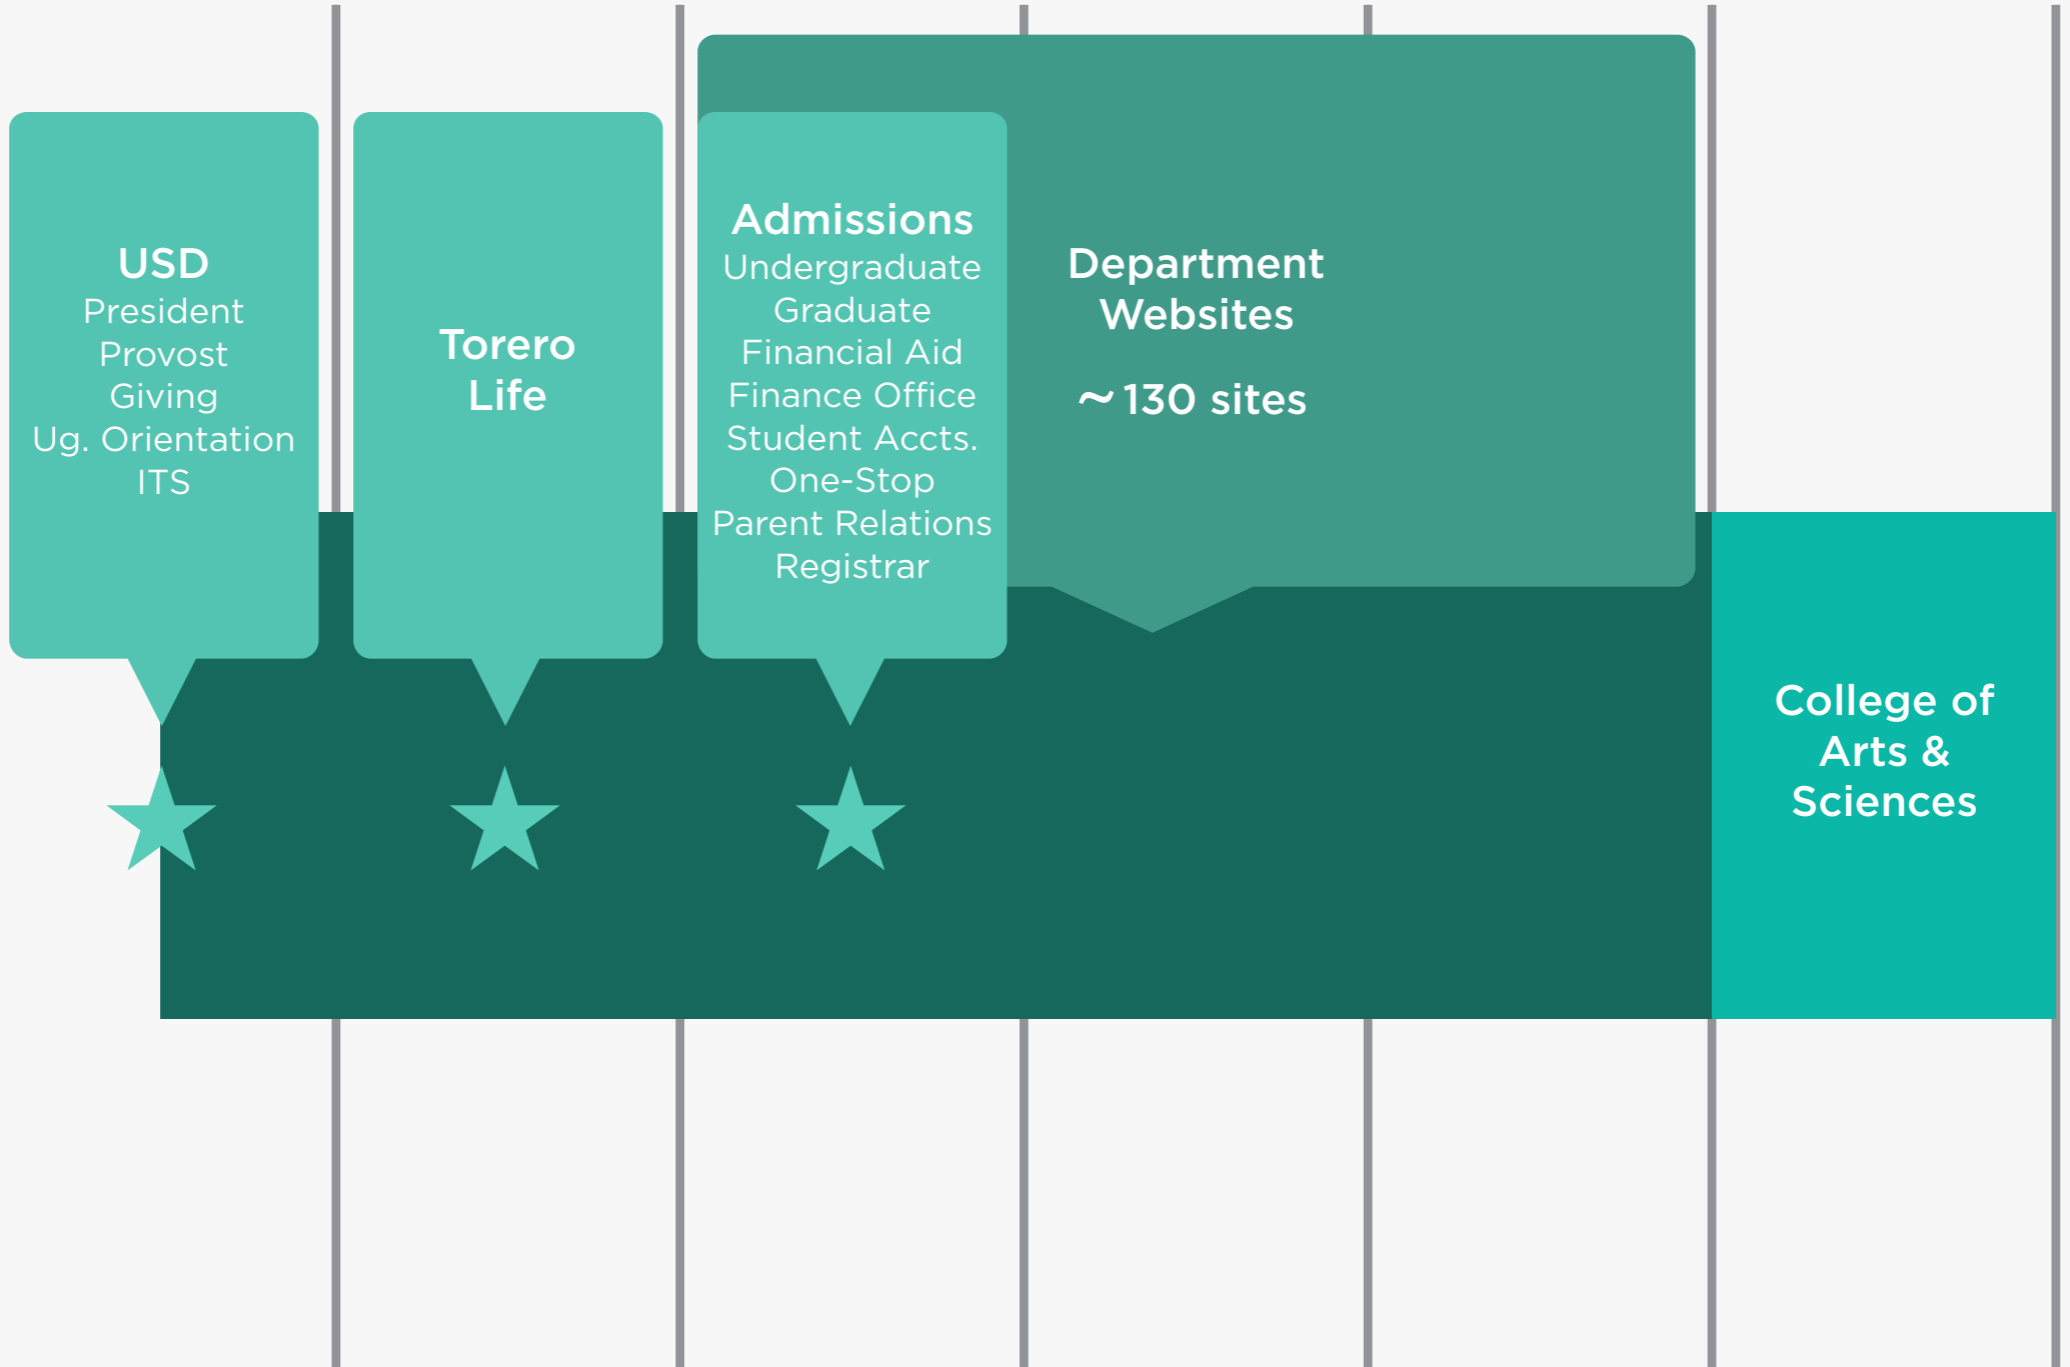 USD
President
Provost
Giving
Ug. Orientation
ITS
Torero
Life
Admissions
Undergraduate
Graduate
Financial Aid
Finance Office
Student Accts.
One-Stop
Parent Relations
Registrar
Department
Websites
~130 sites
College of
Arts &
Sciences